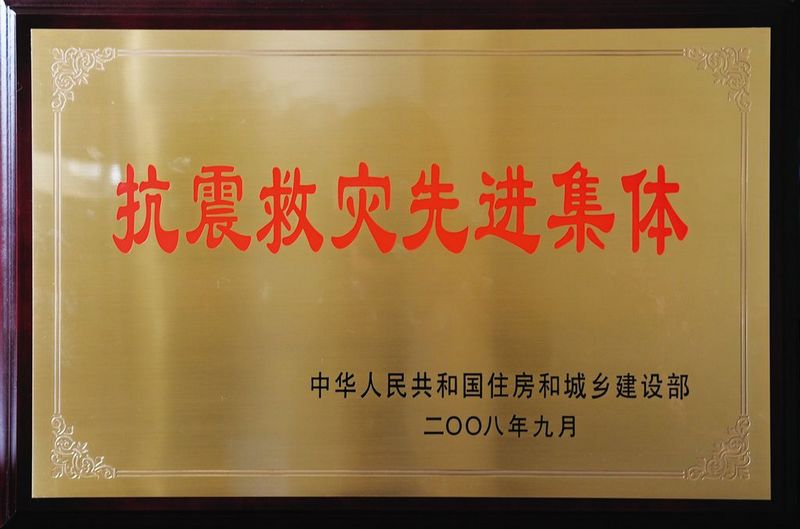 抗震救灾先进集体
中华人民共和国住房和城乡建设部
二〇〇八年九月